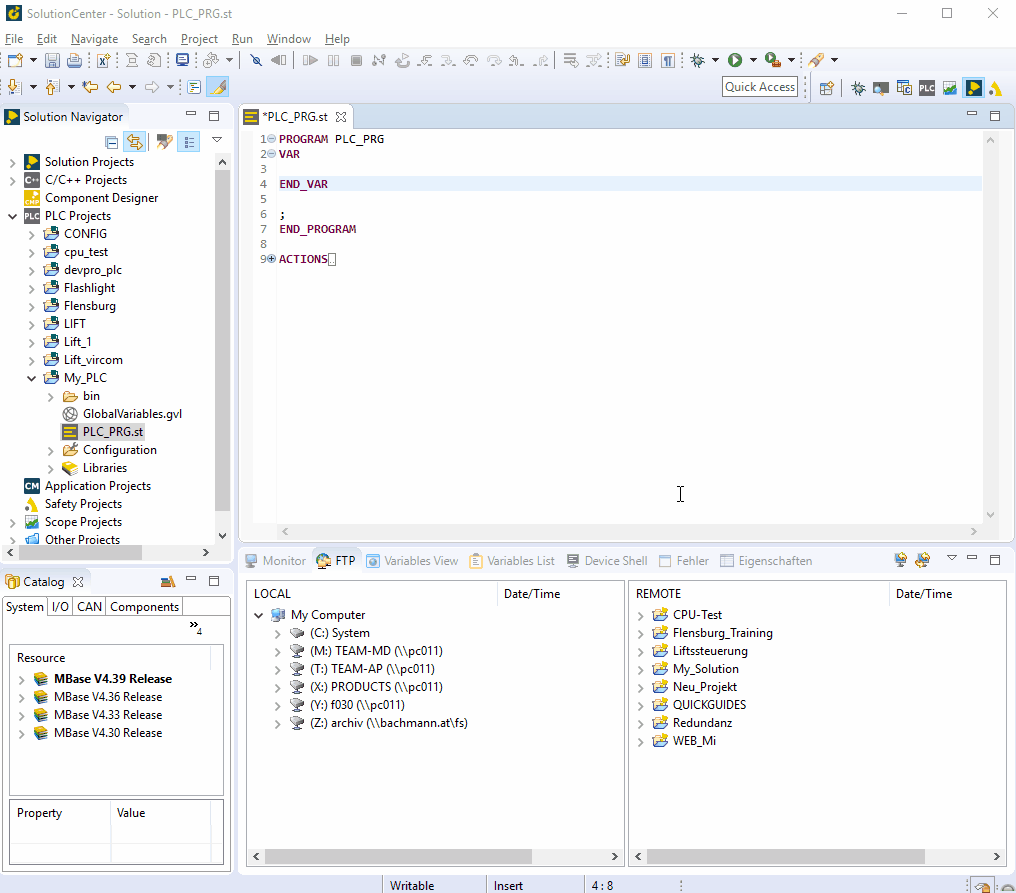 SolutionCenter - Solution - PLC_PRG.st
File Edit Navigate Search Project Run Window Help
Quick Access
PLC
Solution Navigator
Solution Projects
C/C++ Projects
Component Designer
PLC Projects
CONFIG
cpu_test
devpro_plc
Flashlight
Flensburg
LIFT
Lift_1
Lift_vircom
My_PLC
bin
GlobalVariables.gvl
PLC_PRG.st
Configuration
Libraries
Application Projects
Safety Projects
Scope Projects
Other Projects
*PLC_PRG.st
1 PROGRAM PLC_PRG
2 VAR
3
4 END_VAR
5
6 ;
7 END_PROGRAM
8
9 ACTIONS
Catalog
System I/O CAN Components
»4
Resource
MBase V4.39 Release
MBase V4.36 Release
MBase V4.33 Release
MBase V4.30 Release
Property Value
Monitor FTP Variables View Variables List Device Shell Fehler Eigenschaften
LOCAL Date/Time
My Computer
(C:) System
(M:) TEAM-MD (\\pc011)
(T:) TEAM-AP (\\pc011)
(X:) PRODUCTS (\\pc011)
(Y:) f030 (\\pc011)
(Z:) archiv (\\bachmann.at\fs)
REMOTE Date/Time
CPU-Test
Flensburg_Training
Liftssteuerung
My_Solution
Neu_Projekt
QUICKGUIDES
Redundanz
WEB_Mi
Writable Insert 4 : 8